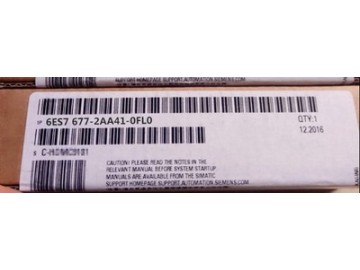 SUPPORT HOMEPAGE SUPPORT.AUTOMATION.SIEMENS.COM
1P 6ES7 677-2AA41-0FL0
QTY:1
12.2016
CAUTION! PLEASE READ THE NOTES IN THE
RELEVANT MANUAL BEFORE SYSTEM STARTUP
MANUALS ARE AVAILABLE FROM THE SIMATIC
SUPPORT HOMEPAGE SUPPORT.AUTOMATION.SIEMENS.COM